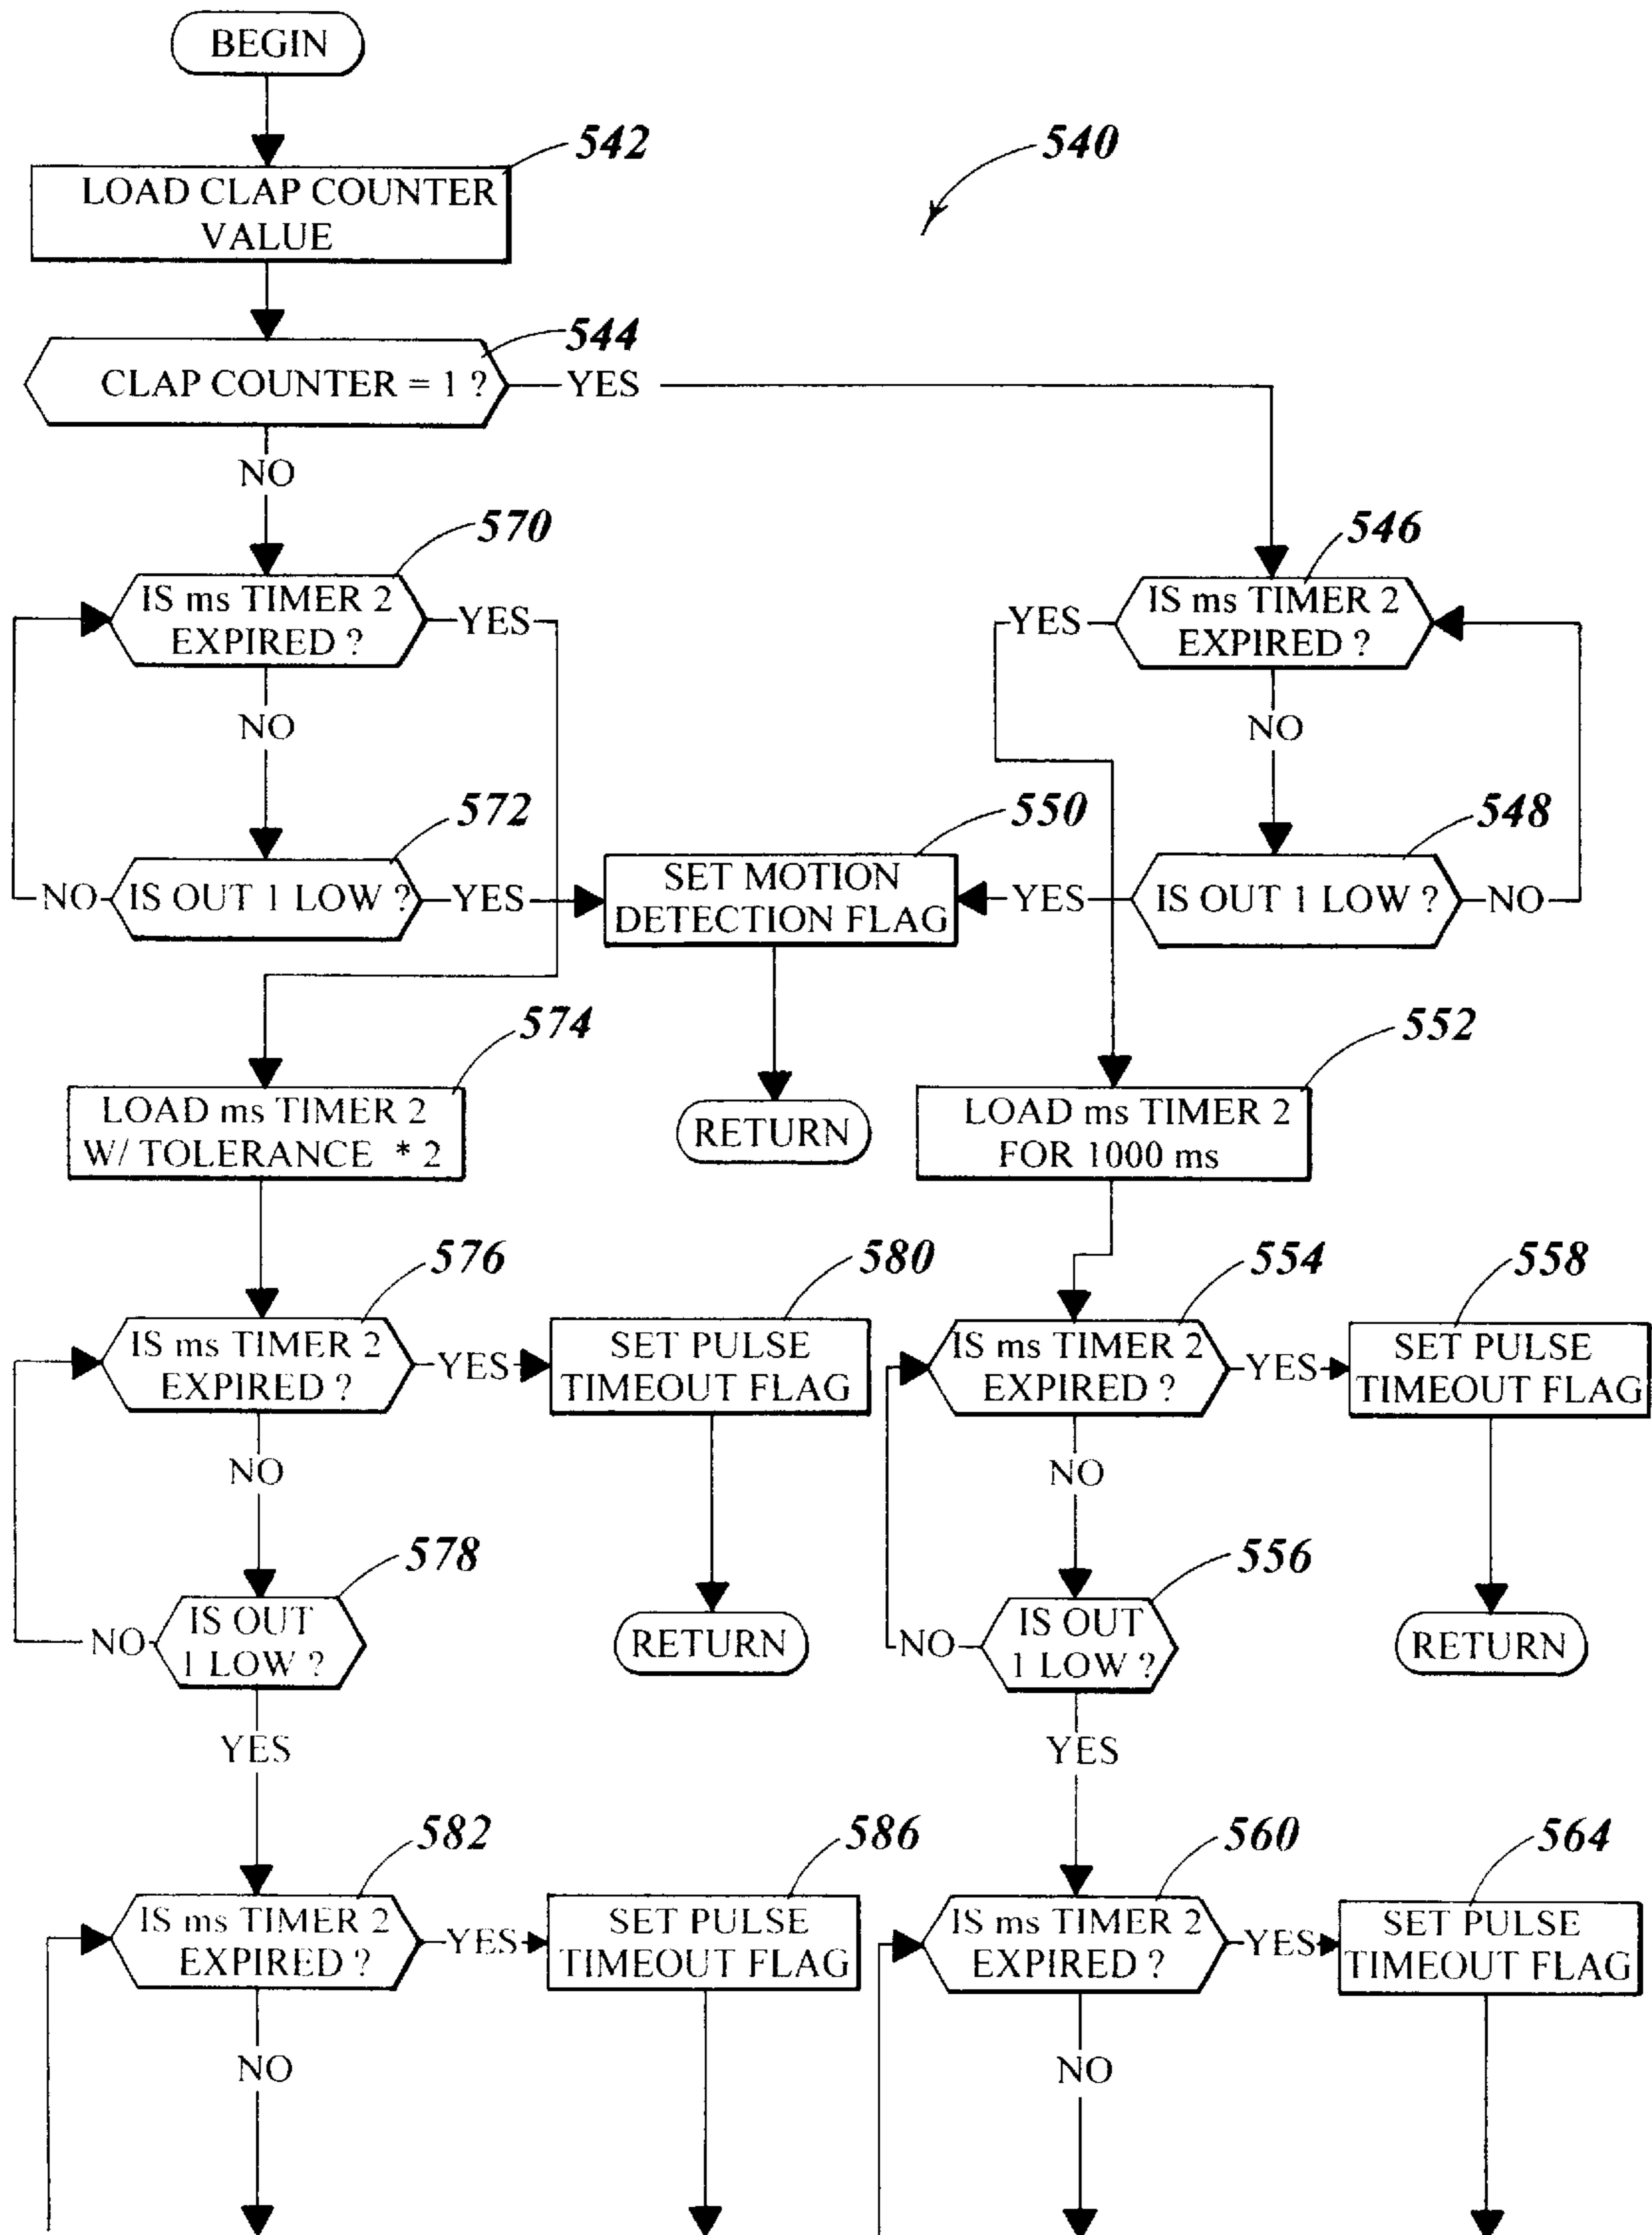 BEGIN
542
540
LOAD CLAP COUNTER
VALUE
544
CLAP COUNTER = 1 ?
YES
NO
570
546
IS ms TIMER 2
EXPIRED ?
YES
YES
IS ms TIMER 2
EXPIRED ?
NO
NO
572
550
548
NO
IS OUT 1 LOW ?
YES
SET MOTION
DETECTION FLAG
YES
IS OUT 1 LOW ?
NO
574
552
LOAD ms TIMER 2
W/ TOLERANCE * 2
RETURN
LOAD ms TIMER 2
FOR 1000 ms
576
580
554
558
IS ms TIMER 2
EXPIRED ?
YES
SET PULSE
TIMEOUT FLAG
IS ms TIMER 2
EXPIRED ?
YES
SET PULSE
TIMEOUT FLAG
NO
NO
578
556
NO
IS OUT
1 LOW ?
RETURN
NO
IS OUT
1 LOW ?
RETURN
YES
YES
582
586
560
564
IS ms TIMER 2
EXPIRED ?
YES
SET PULSE
TIMEOUT FLAG
IS ms TIMER 2
EXPIRED ?
YES
SET PULSE
TIMEOUT FLAG
NO
NO